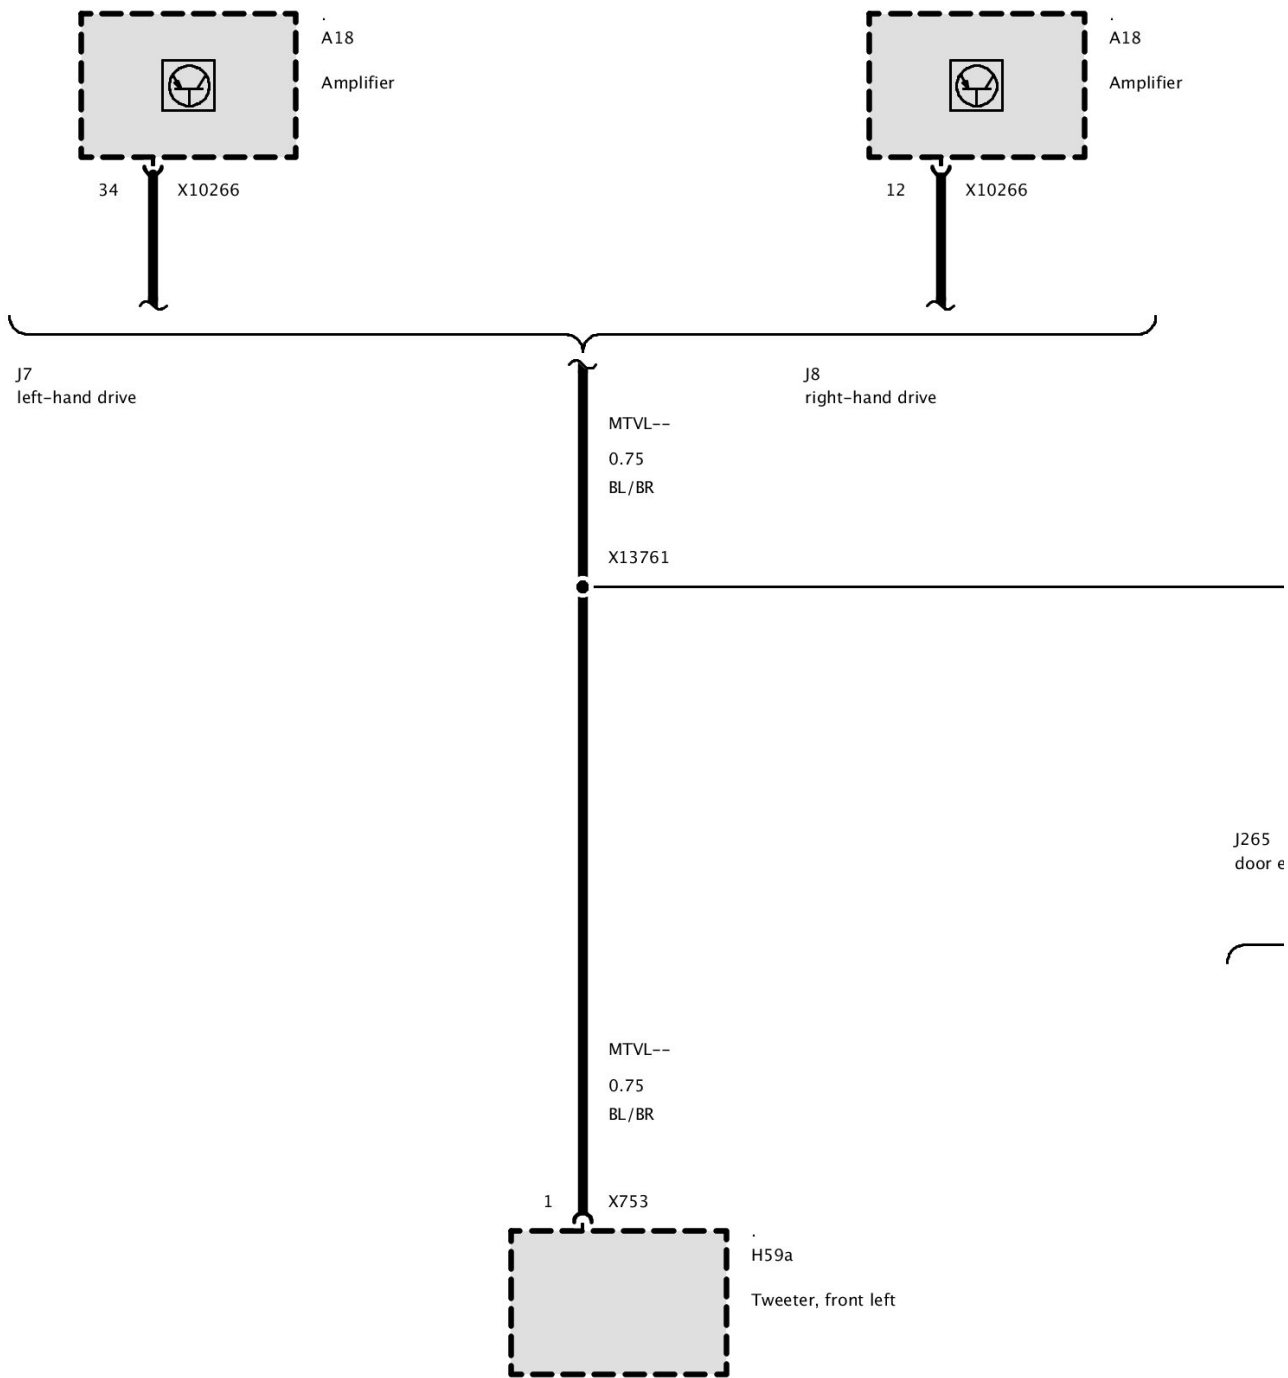 .
A18
Amplifier
34
X10266
.
A18
Amplifier
12
X10266
J7
left-hand drive
J8
right-hand drive
MTVL--
0.75
BL/BR
X13761
J265
door
MTVL--
0.75
BL/BR
1
X753
.
H59a
Tweeter, front left